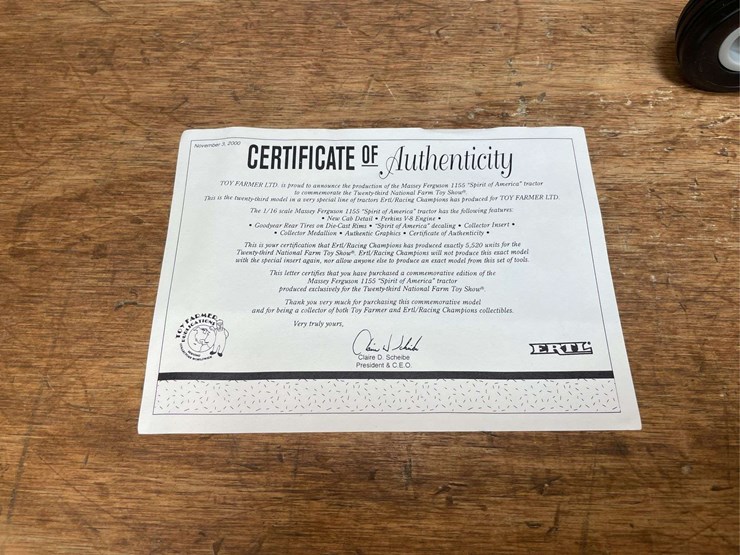 November 3, 2000
CERTIFICATE OF Authenticity
TOY FARMER LTD. is proud to announce the production of the Massey Ferguson 1155 "Spirit of America" tractor
to commemorate the Twenty-third National Farm Toy Show®.
This is the twenty-third model in a very special line of tractors Ertl/Racing Champions has produced for TOY FARMER LTD.
The 1/16 scale Massey Ferguson 1155 "Spirit of America" tractor has the following features:
• New Cab Detail • Perkins V-8 Engine •
• Goodyear Rear Tires on Die-Cast Rims • "Spirit of America" decaling • Collector Insert •
• Collector Medallion • Authentic Graphics • Certificate of Authenticity •
This is your certification that Ertl/Racing Champions has produced exactly 5,520 units for the
Twenty-third National Farm Toy Show®. Ertl/Racing Champions will not produce this exact model
with the special insert again, nor allow anyone else to produce an exact model from this set of tools.
This letter certifies that you have purchased a commemorative edition of the
Massey Ferguson 1155 "Spirit of America" tractor
produced exclusively for the Twenty-third National Farm Toy Show®.
Thank you very much for purchasing this commemorative model
and for being a collector of both Toy Farmer and Ertl/Racing Champions collectibles.
Very truly yours,
TOY FARMER
PUBLICATIONS
Claire D. Scheibe
President & C.E.O.
ERTL